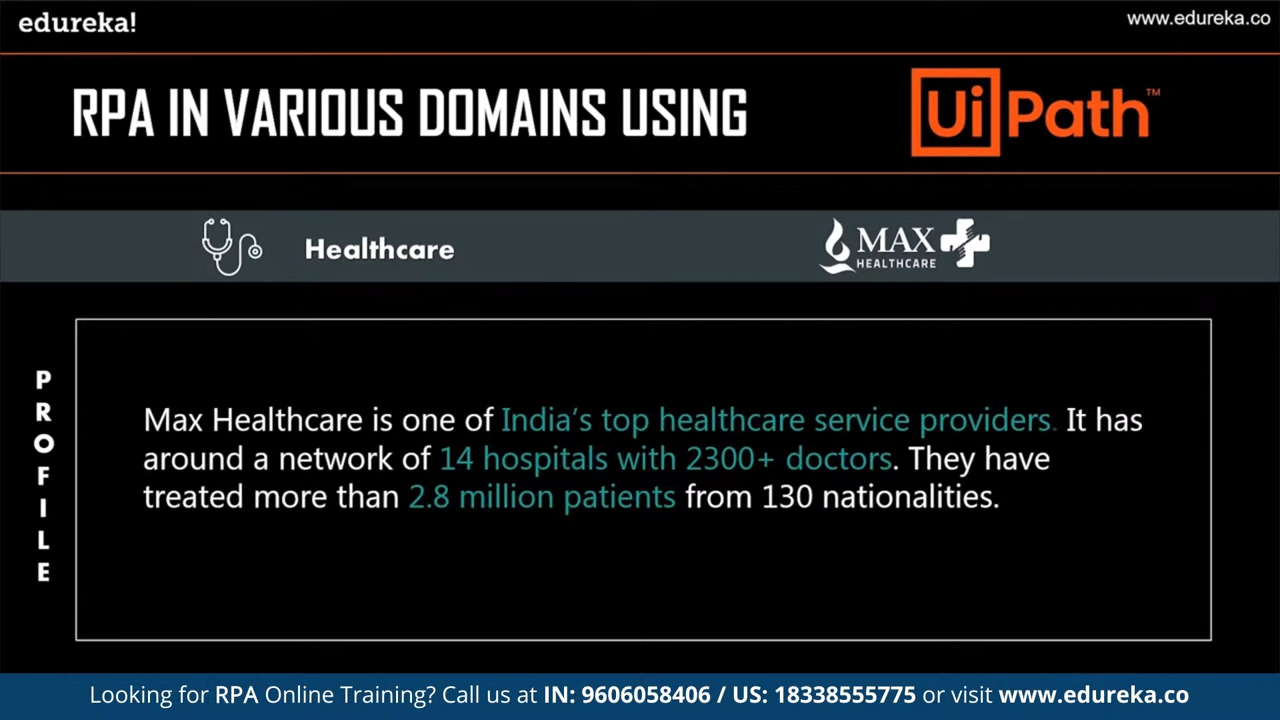 edureka!
www.edureka.co
RPA IN VARIOUS DOMAINS USING
UiPath™
Healthcare
MAX
HEALTHCARE
PROFILE
Max Healthcare is one of India's top healthcare service providers. It has
around a network of 14 hospitals with 2300+ doctors. They have
treated more than 2.8 million patients from 130 nationalities.
Looking for RPA Online Training? Call us at IN: 9606058406 / US: 18338555775 or visit www.edureka.co